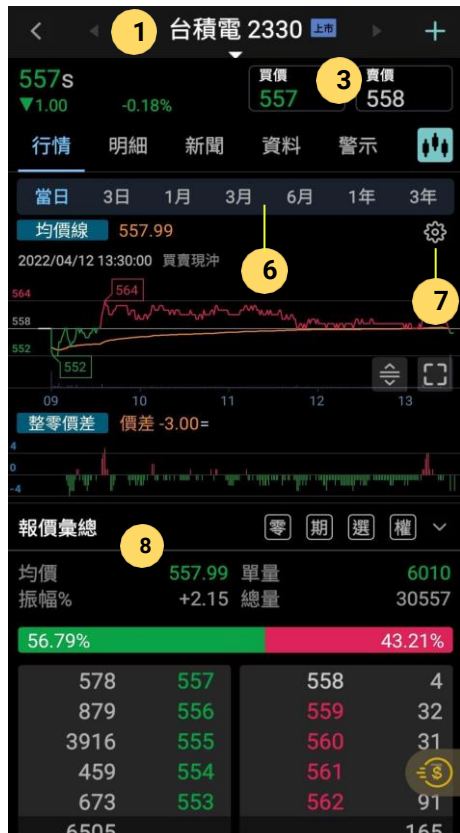 1 台積電 2330 上市
557s
▼1.00 -0.18%
買價 3 賣價
557 558
行情 明細 新聞 資料 警示
當日 3日 1月 3月 6月 1年 3年
均價線 557.99
2022/04/12 13:30:00 買賣現沖
6
7
564
564
558
552
552
09 10 11 12 13
整零價差 價差 -3.00=
4
0
-4
報價彙總 8 零 期 選 權
均價 557.99 單量 6010
振幅% +2.15 總量 30557
56.79% 43.21%
578 557 558 4
879 556 559 32
3916 555 560 31
459 554 561 $
673 553 562 91
6505 165